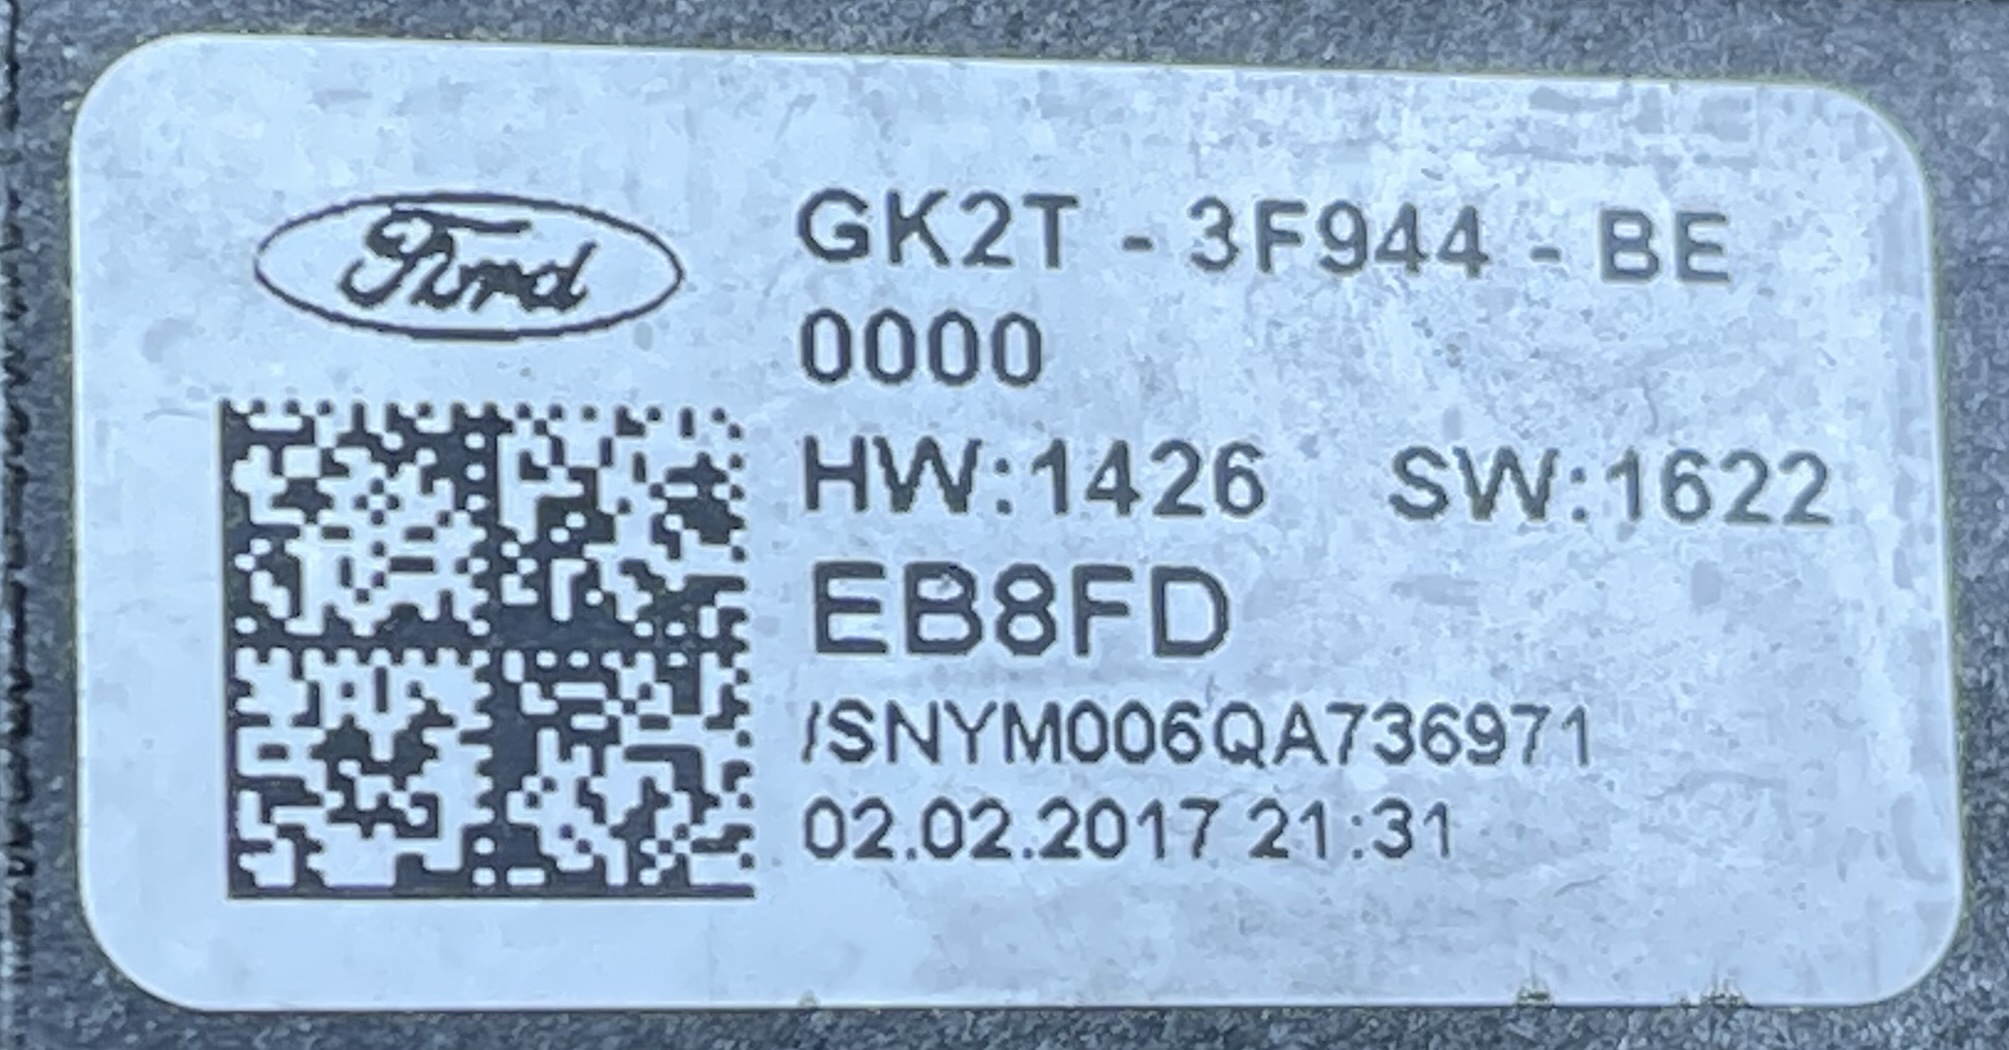 Ford
GK2T - 3F944 - BE
0000
HW:1426 SW:1622
EB8FD
/SNYM006QA736971
02.02.2017 21:31